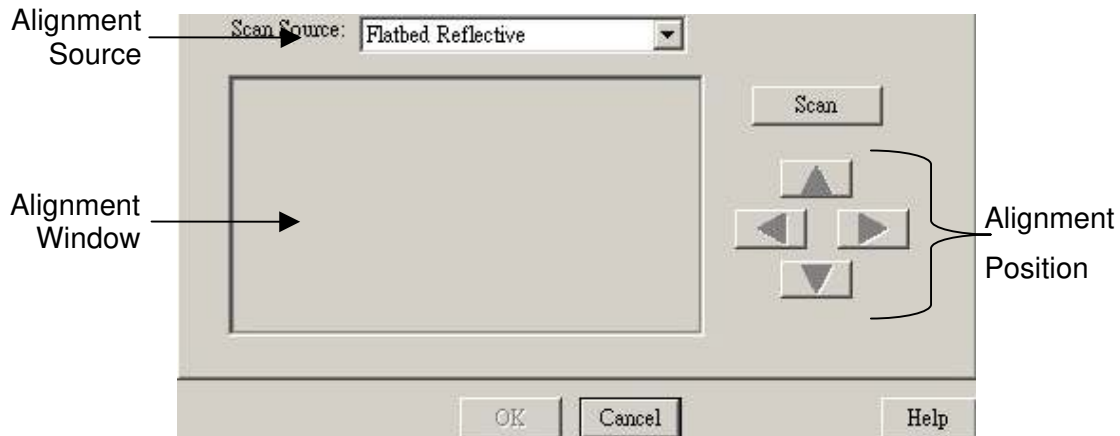 Alignment
Source
Scan Source:
Flatbed Reflective
Scan
Alignment
Window
Alignment
Position
OK
Cancel
Help